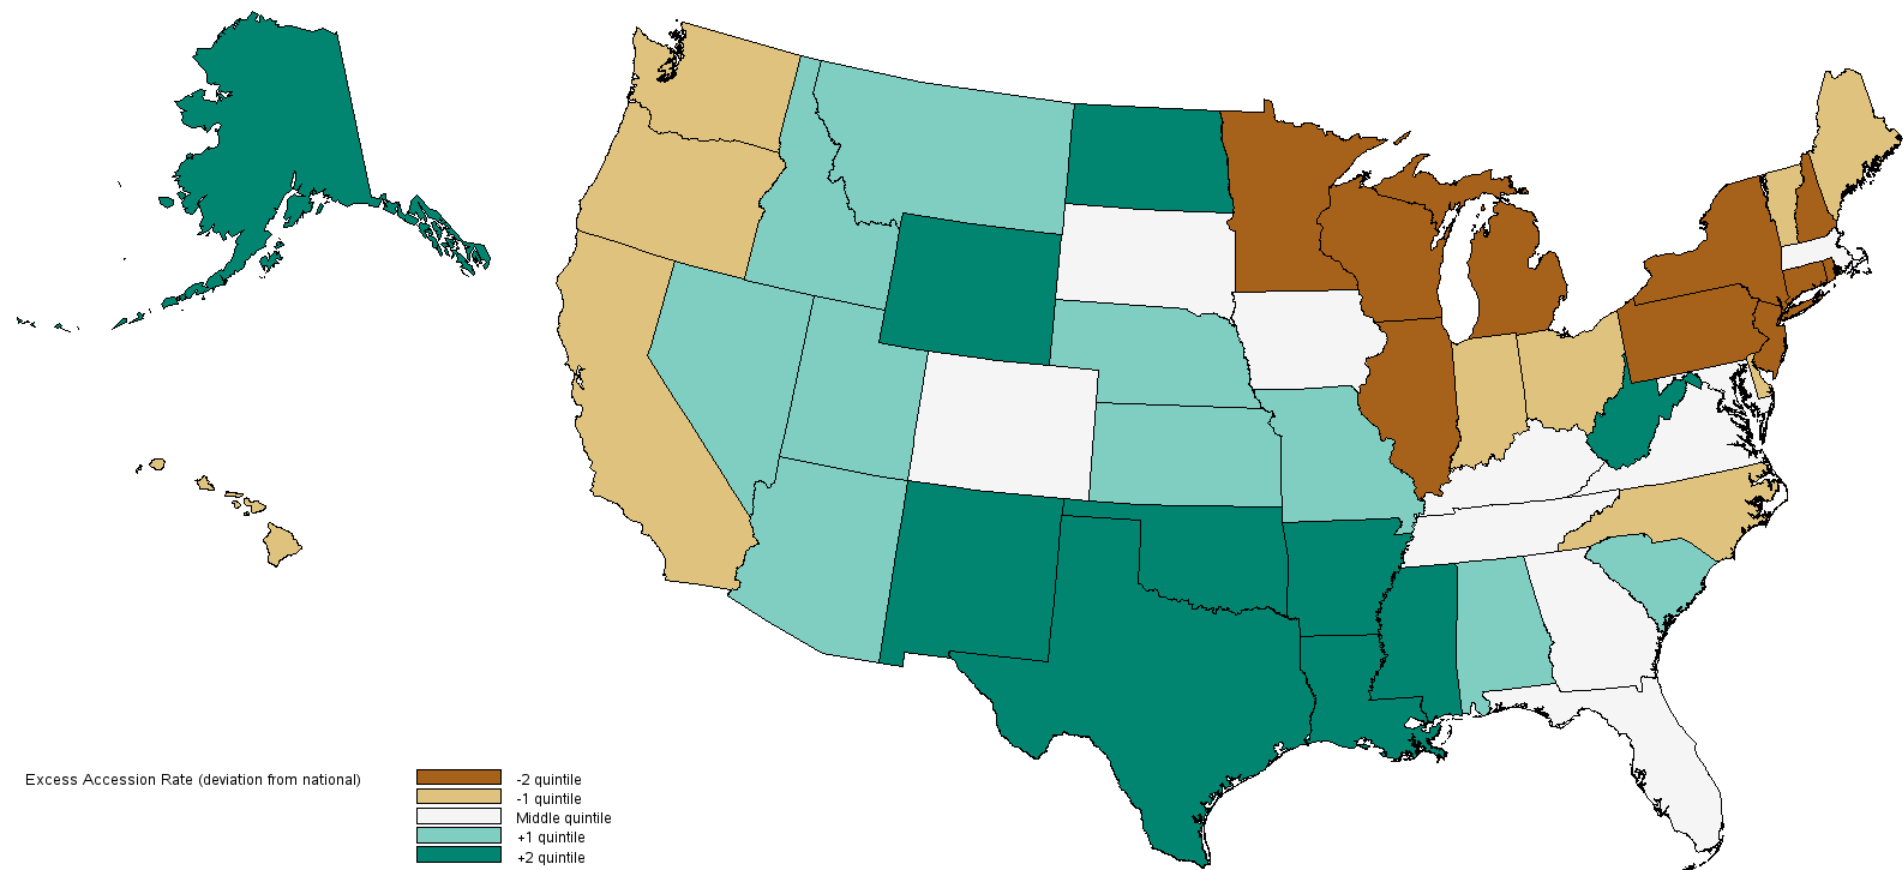 Excess Accession Rate (deviation from national)
-2 quintile
-1 quintile
Middle quintile
+1 quintile
+2 quintile